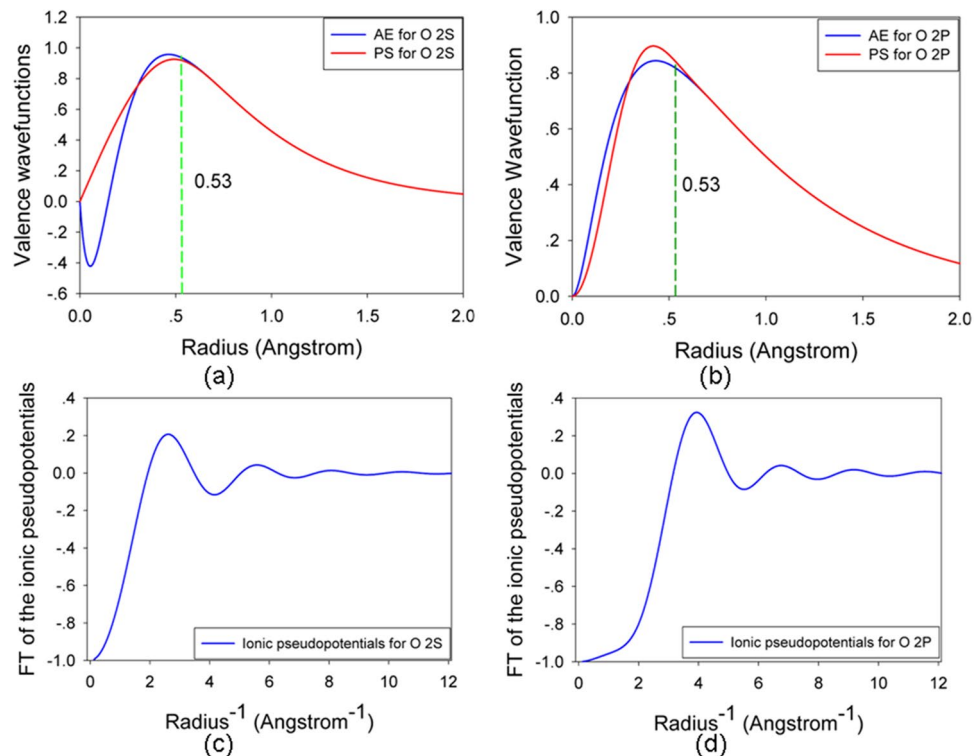 AE for O 2S
PS for O 2S
Valence wavefunctions
1.2
1.0
.8
.6
.4
.2
0.0
-.2
-.4
-.6
0.53
0.0 .5 1.0 1.5 2.0
Radius (Angstrom)
(a)
AE for O 2P
PS for O 2P
Valence Wavefunction
1.0
.8
.6
.4
.2
0.0
0.53
0.0 .5 1.0 1.5 2.0
Radius (Angstrom)
(b)
FT of the ionic pseudopotentials
.4
.2
0.0
-.2
-.4
-.6
-.8
-1.0
Ionic pseudopotentials for O 2S
0 2 4 6 8 10 12
Radius-1 (Angstrom-1)
(c)
FT of the ionic pseudopotentials
.4
.2
0.0
-.2
-.4
-.6
-.8
-1.0
Ionic pseudopotentials for O 2P
0 2 4 6 8 10 12
Radius-1 (Angstrom-1)
(d)